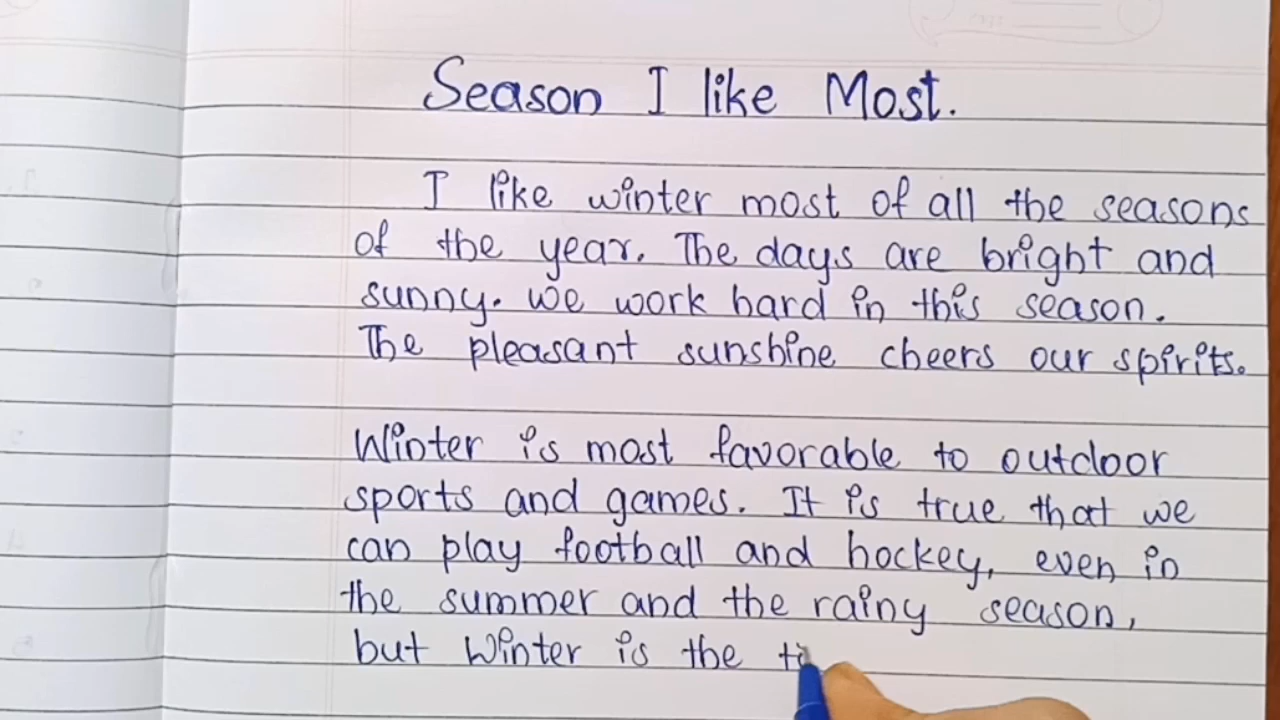 Season I like Most.
I like winter most of all the seasons
of the year. The days are bright and
sunny. We work hard in this season.
The pleasant sunshine cheers our spirits.
Winter is most favorable to outdoor
sports and games. It is true that we
can play football and hockey, even in
the summer and the rainy season,
but Winter is the